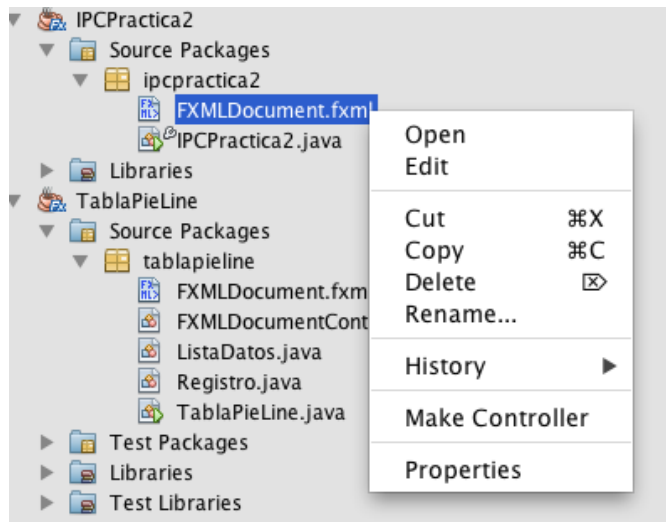 IPCPractica2
Source Packages
ipcpractica2
FXMLDocument.fxml
IPCPractica2.java
Libraries
TablaPieLine
Source Packages
tablapieline
FXMLDocument.fxm
FXMLDocumentCont
ListaDatos.java
Registro.java
TablaPieLine.java
Test Packages
Libraries
Test Libraries
Open
Edit
Cut ⌘X
Copy ⌘C
Delete ⌦
Rename...
History ▶
Make Controller
Properties